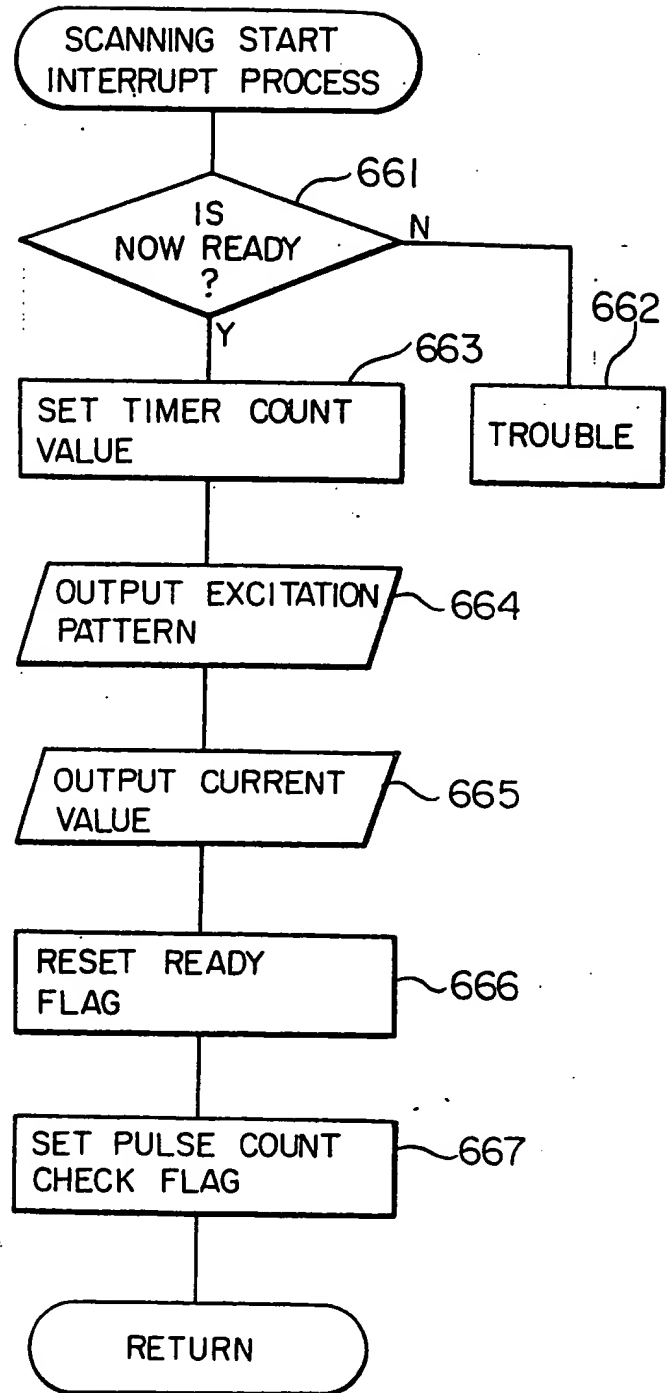 SCANNING START
INTERRUPT PROCESS
661
IS
NOW READY
?
N
Y
662
TROUBLE
663
SET TIMER COUNT
VALUE
OUTPUT EXCITATION
PATTERN
664
OUTPUT CURRENT
VALUE
665
RESET READY
FLAG
666
SET PULSE COUNT
CHECK FLAG
667
RETURN